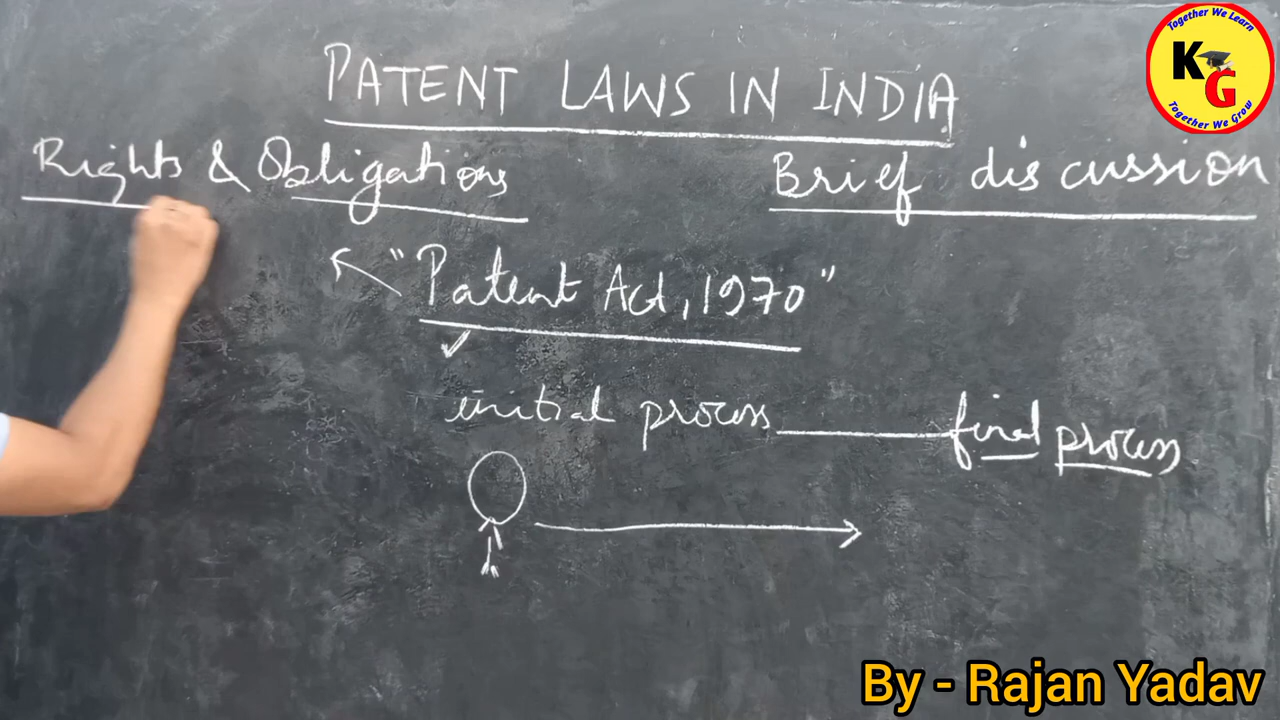 PATENT LAWS IN INDIA
Together We Learn
KG
Together We Grow
Rights & Obligations
Brief discussion
"Patent Act, 1970"
initial process
final process
By - Rajan Yadav